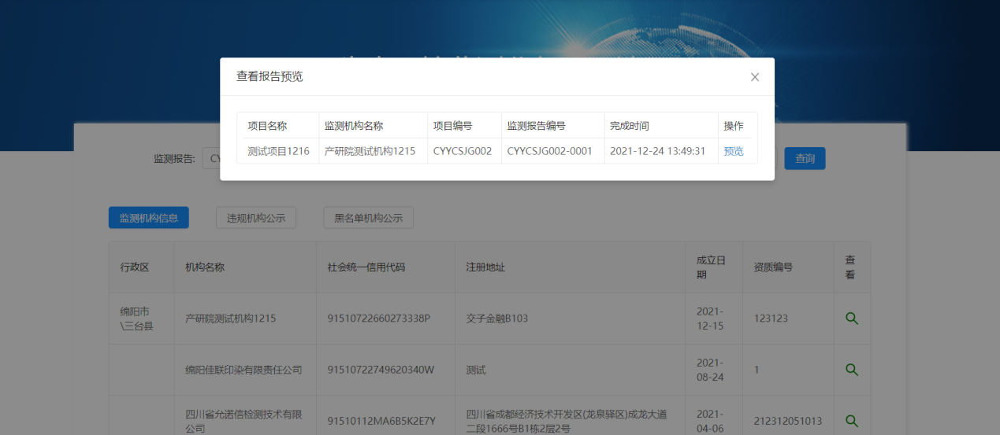 查看报告预览
项目名称 监测机构名称 项目编号 监测报告编号 完成时间 操作
测试项目1216 产研院测试机构1215 CYYCSJG002 CYYCSJG002-0001 2021-12-24 13:49:31 预览
监测报告: CY 查询
监测机构信息 违规机构公示 黑名单机构公示
行政区 机构名称 社会统一信用代码 注册地址 成立日 资质编号 查
期 看
绵阳市 产研院测试机构1215 91510722660273338P 交子金融B103 2021- 123123
\三台县 12-15
绵阳佳联印染有限责任公司 91510722749620340W 测试 2021- 1
08-24
四川省允诺信检测技术有限 91510112MA6B5K2E7Y 四川省成都经济技术开发区(龙泉驿区)成龙大道 2021- 212312051013
公司 二段1666号B1栋2层2号 04-06